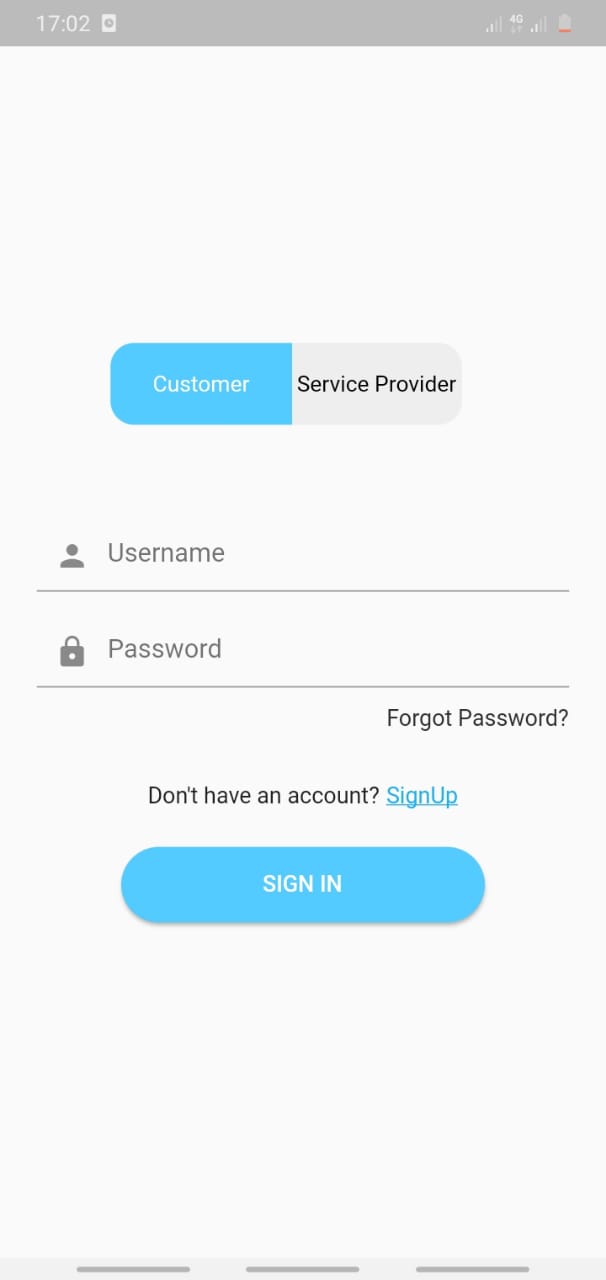 17:02 4G
Customer Service Provider
Username
Password
Forgot Password?
Don't have an account? SignUp
SIGN IN